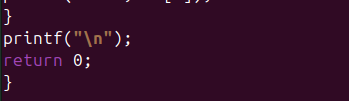 }
printf("\n");
return 0;
}